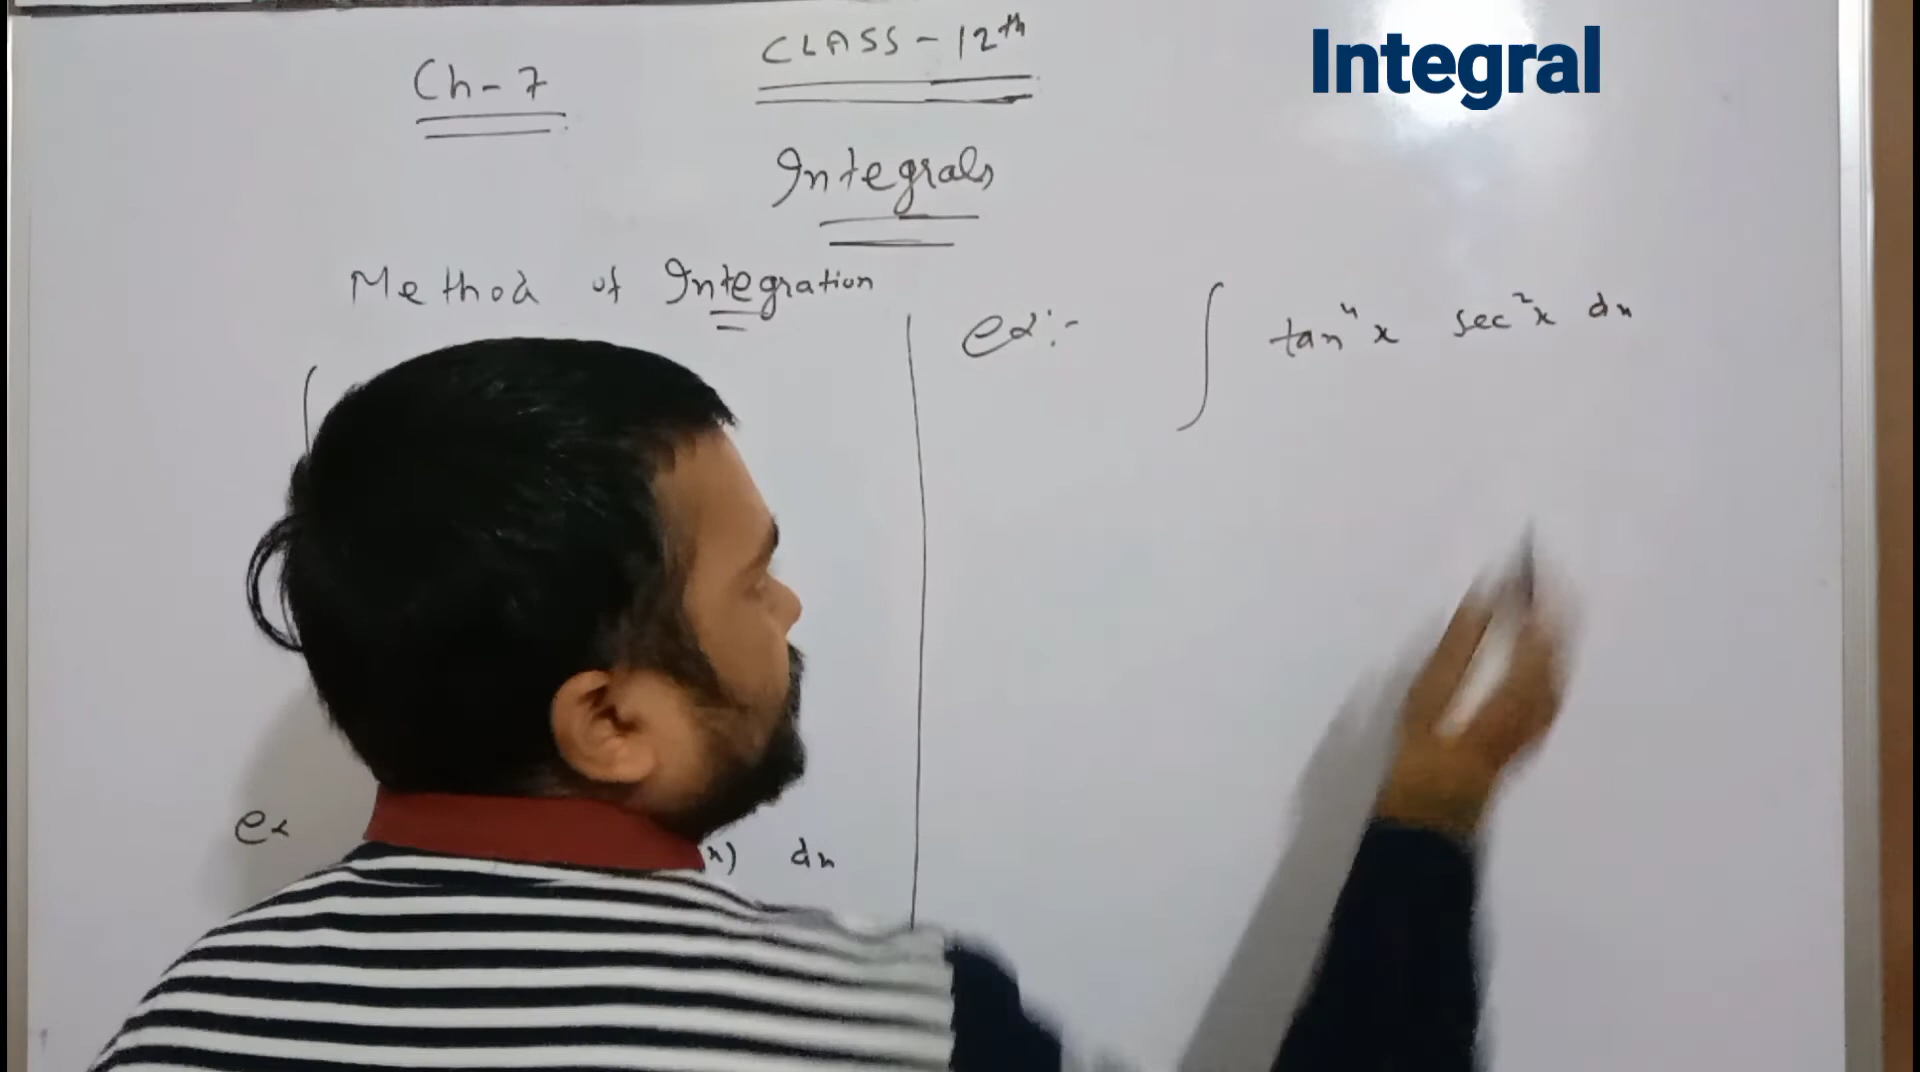 Integral
CLASS-12th
Ch-7
Integrals
Method of Integration
ex:- ∫ tan⁴x sec²x dx
ex
x) dx